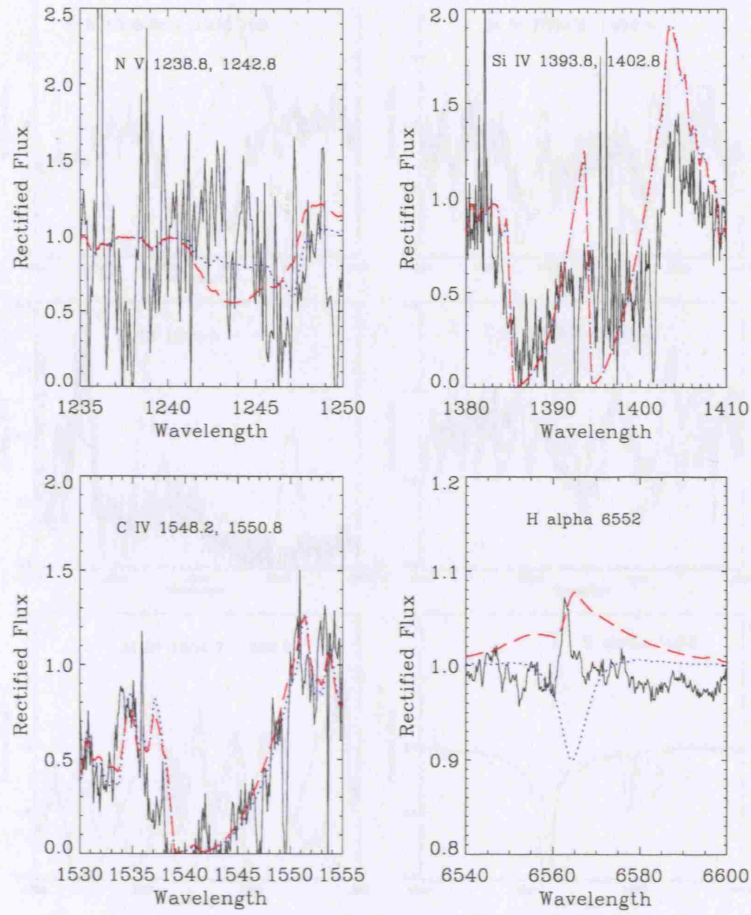 2.5
2.0
1.5
1.0
0.5
0.0
Rectified Flux
N V 1238.8, 1242.8
1235 1240 1245 1250
Wavelength
2.0
1.5
1.0
0.5
0.0
Rectified Flux
Si IV 1393.8, 1402.8
1380 1390 1400 1410
Wavelength
2.0
1.5
1.0
0.5
0.0
Rectified Flux
C IV 1548.2, 1550.8
1530 1535 1540 1545 1550 1555
Wavelength
1.2
1.1
1.0
0.9
0.8
Rectified Flux
H alpha 6552
6540 6560 6580 6600
Wavelength